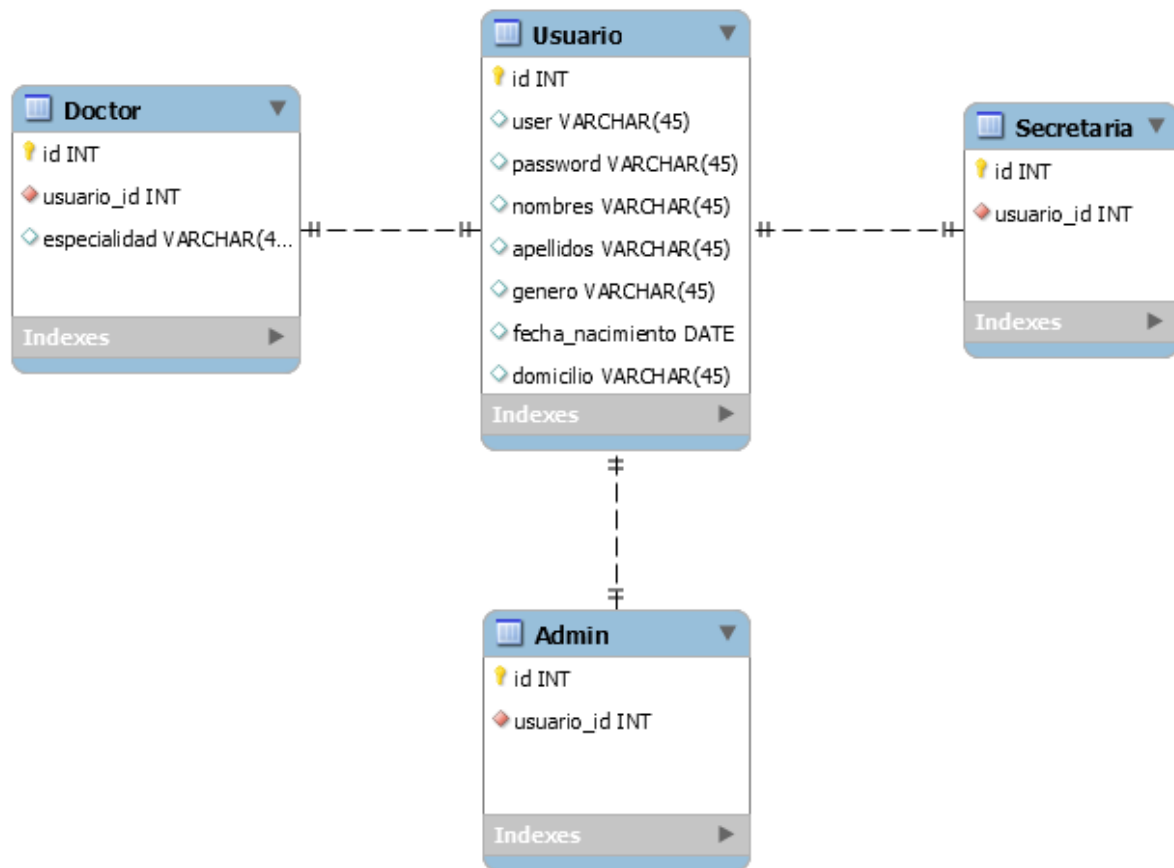 Usuario
id INT
user VARCHAR(45)
password VARCHAR(45)
nombres VARCHAR(45)
apellidos VARCHAR(45)
genero VARCHAR(45)
fecha_nacimiento DATE
domicilio VARCHAR(45)
Indexes
Doctor
id INT
usuario_id INT
especialidad VARCHAR(4...
Indexes
Secretaria
id INT
usuario_id INT
Indexes
Admin
id INT
usuario_id INT
Indexes